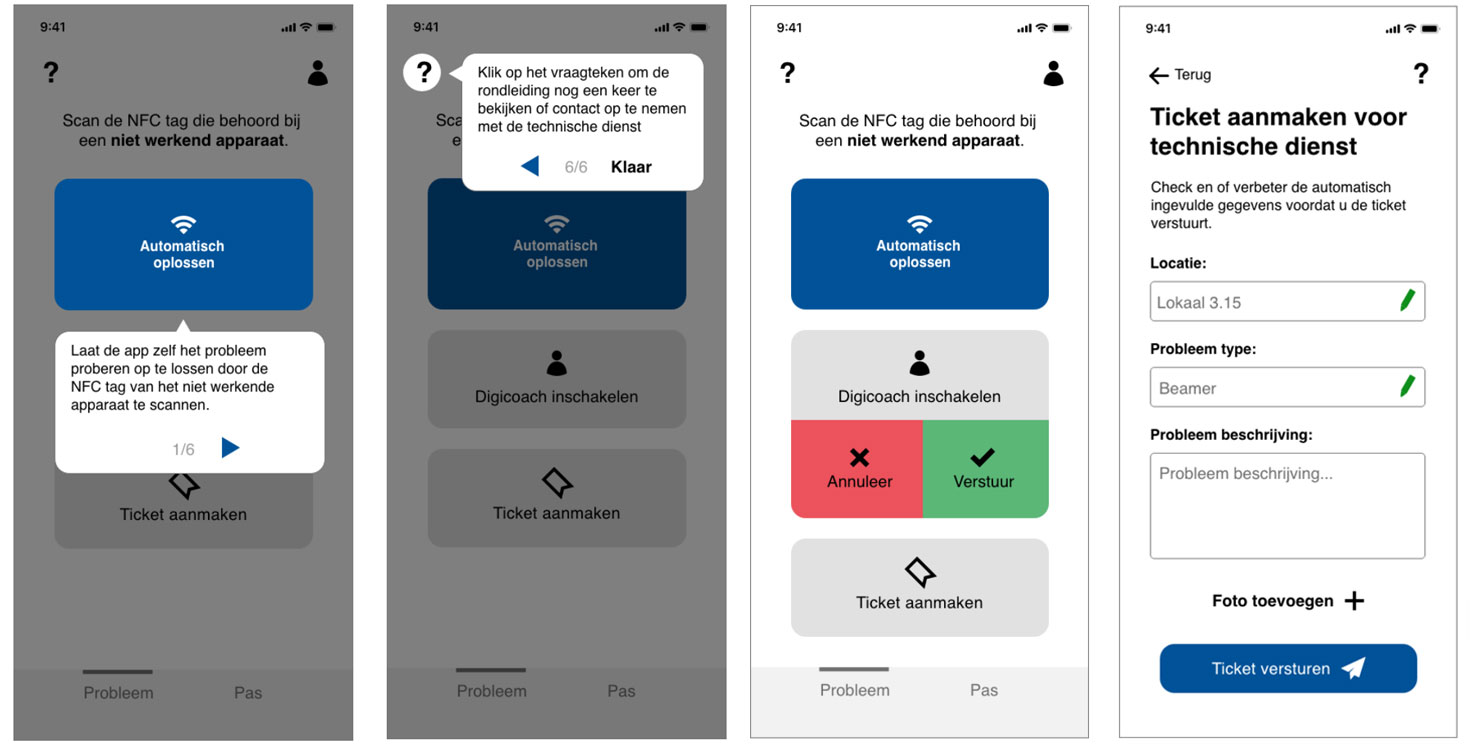 9:41
?
Scan de NFC tag die behoord bij
een niet werkend apparaat.
Automatisch
oplossen
Laat de app zelf het probleem
proberen op te lossen door de
NFC tag van het niet werkende
apparaat te scannen.
1/6
Ticket aanmaken
Probleem
Pas
9:41
?
Klik op het vraagteken om de
rondleiding nog een keer te
bekijken of contact op te nemen
met de technische dienst
6/6
Klaar
Sca
e
Automatisch
oplossen
Digicoach inschakelen
Ticket aanmaken
Probleem
Pas
9:41
?
Scan de NFC tag die behoord bij
een niet werkend apparaat.
Automatisch
oplossen
Digicoach inschakelen
Annuleer
Verstuur
Ticket aanmaken
Probleem
Pas
9:41
Terug
?
Ticket aanmaken voor
technische dienst
Check en of verbeter de automatisch
ingevulde gegevens voordat u de ticket
verstuurt.
Locatie:
Lokaal 3.15
Probleem type:
Beamer
Probleem beschrijving:
Probleem beschrijving...
Foto toevoegen
Ticket versturen